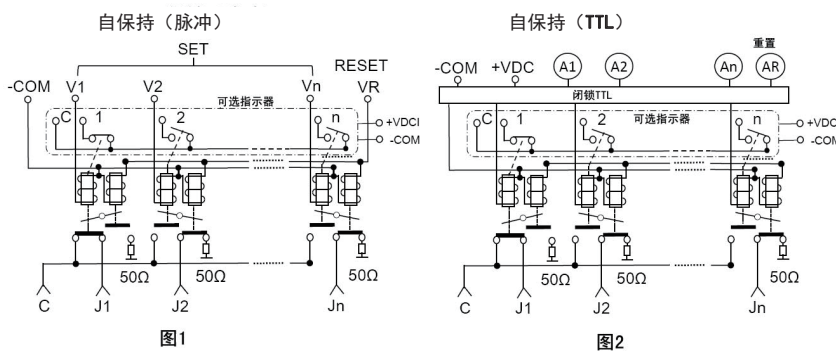 自保持（脉冲）
SET
-COM V1 V2 Vn RESET VR
可选指示器
C 1 2 n
+VDCI
-COM
50Ω 50Ω 50Ω
C J1 J2 Jn
图1
自保持（TTL）
重置
-COM +VDC A1 A2 An AR
闭锁TTL
可选指示器
C 1 2 n
+VDC
-COM
50Ω 50Ω 50Ω
C J1 J2 Jn
图2